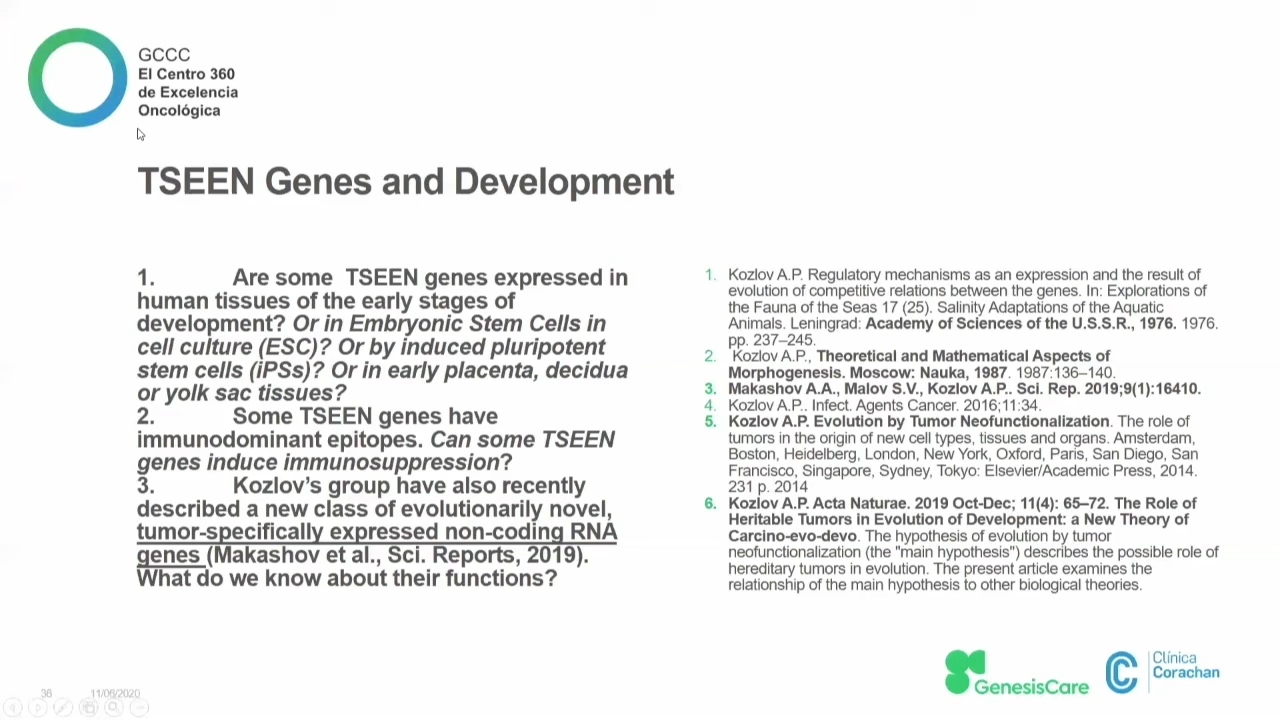 GCCC
El Centro 360
de Excelencia
Oncológica
TSEEN Genes and Development
1. Are some TSEEN genes expressed in
human tissues of the early stages of
development? Or in Embryonic Stem Cells in
cell culture (ESC)? Or by induced pluripotent
stem cells (iPSs)? Or in early placenta, decidua
or yolk sac tissues?
2. Some TSEEN genes have
immunodominant epitopes. Can some TSEEN
genes induce immunosuppression?
3. Kozlov's group have also recently
described a new class of evolutionarily novel,
tumor-specifically expressed non-coding RNA
genes (Makashov et al., Sci. Reports, 2019).
What do we know about their functions?
1. Kozlov A.P. Regulatory mechanisms as an expression and the result of
evolution of competitive relations between the genes. In: Explorations of
the Fauna of the Seas 17 (25). Salinity Adaptations of the Aquatic
Animals. Leningrad: Academy of Sciences of the U.S.S.R., 1976. 1976.
pp. 237–245.
2. Kozlov A.P., Theoretical and Mathematical Aspects of
Morphogenesis. Moscow: Nauka, 1987. 1987:136–140.
3. Makashov A.A., Malov S.V., Kozlov A.P.. Sci. Rep. 2019;9(1):16410.
4. Kozlov A.P.. Infect. Agents Cancer. 2016;11:34.
5. Kozlov A.P. Evolution by Tumor Neofunctionalization. The role of
tumors in the origin of new cell types, tissues and organs. Amsterdam,
Boston, Heidelberg, London, New York, Oxford, Paris, San Diego, San
Francisco, Singapore, Sydney, Tokyo: Elsevier/Academic Press, 2014.
231 p. 2014
6. Kozlov A.P. Acta Naturae. 2019 Oct-Dec; 11(4): 65–72. The Role of
Heritable Tumors in Evolution of Development: a New Theory of
Carcino-evo-devo. The hypothesis of evolution by tumor
neofunctionalization (the "main hypothesis") describes the possible role of
hereditary tumors in evolution. The present article examines the
relationship of the main hypothesis to other biological theories.
GenesisCare
Clínica
Corachan
36 11/06/2020